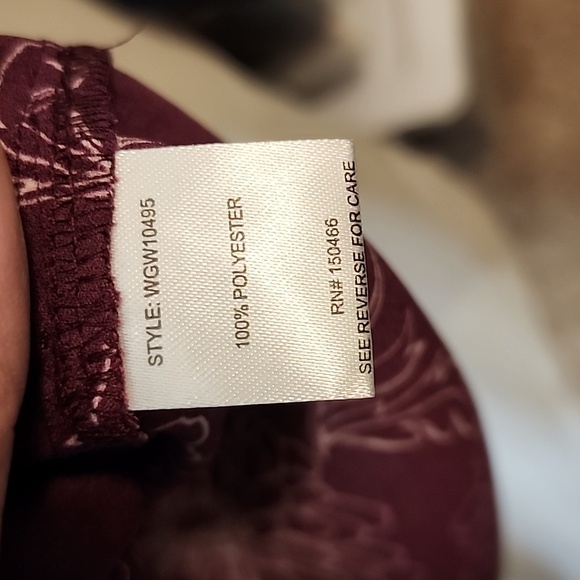 STYLE: WGW10495
100% POLYESTER
RN# 150466
SEE REVERSE FOR CARE